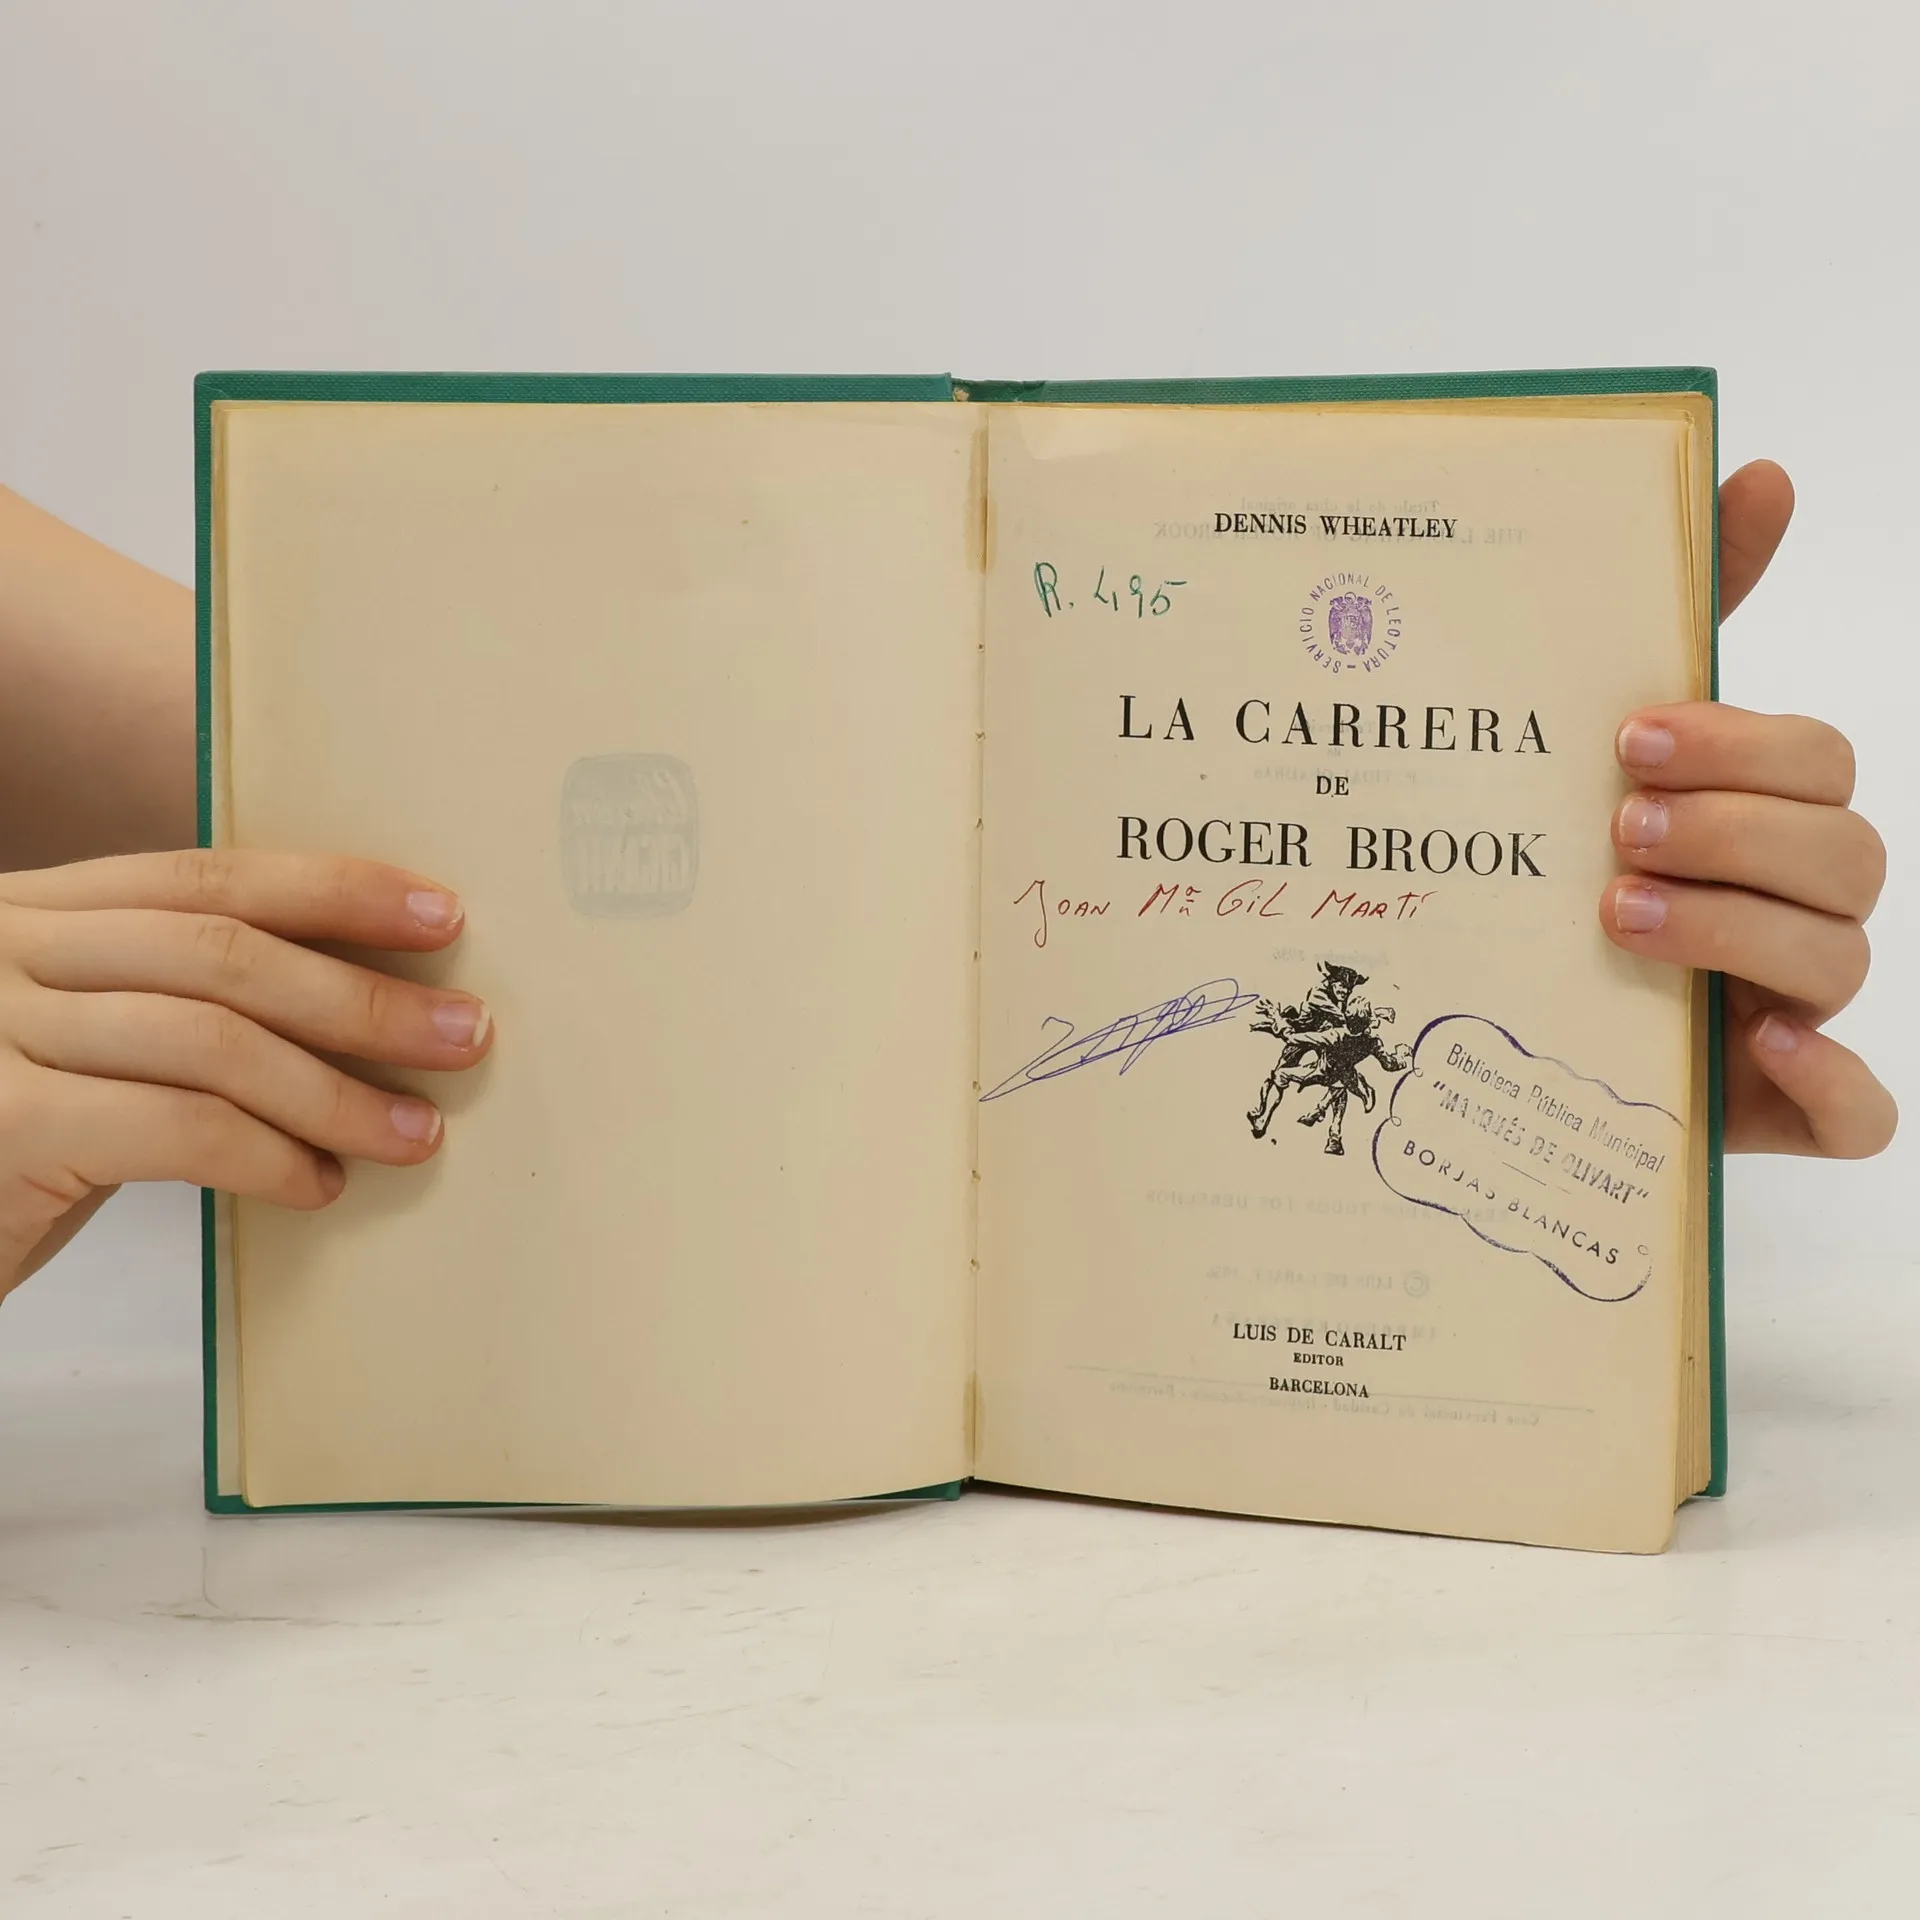 DENNIS WHEATLEY
R. 495
SERVICIO NACIONAL DE LECTURA
LA CARRERA
DE
ROGER BROOK
JOAN Mª GIL MARTÍ
Biblioteca Pública Municipal
"MARQUÉS DE OLIVART"
BORJAS BLANCAS
LUIS DE CARALT
EDITOR
BARCELONA